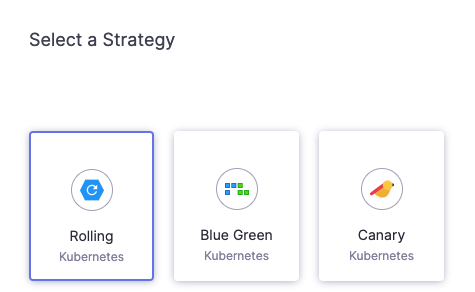 Select a Strategy
Rolling
Kubernetes
Blue Green
Kubernetes
Canary
Kubernetes